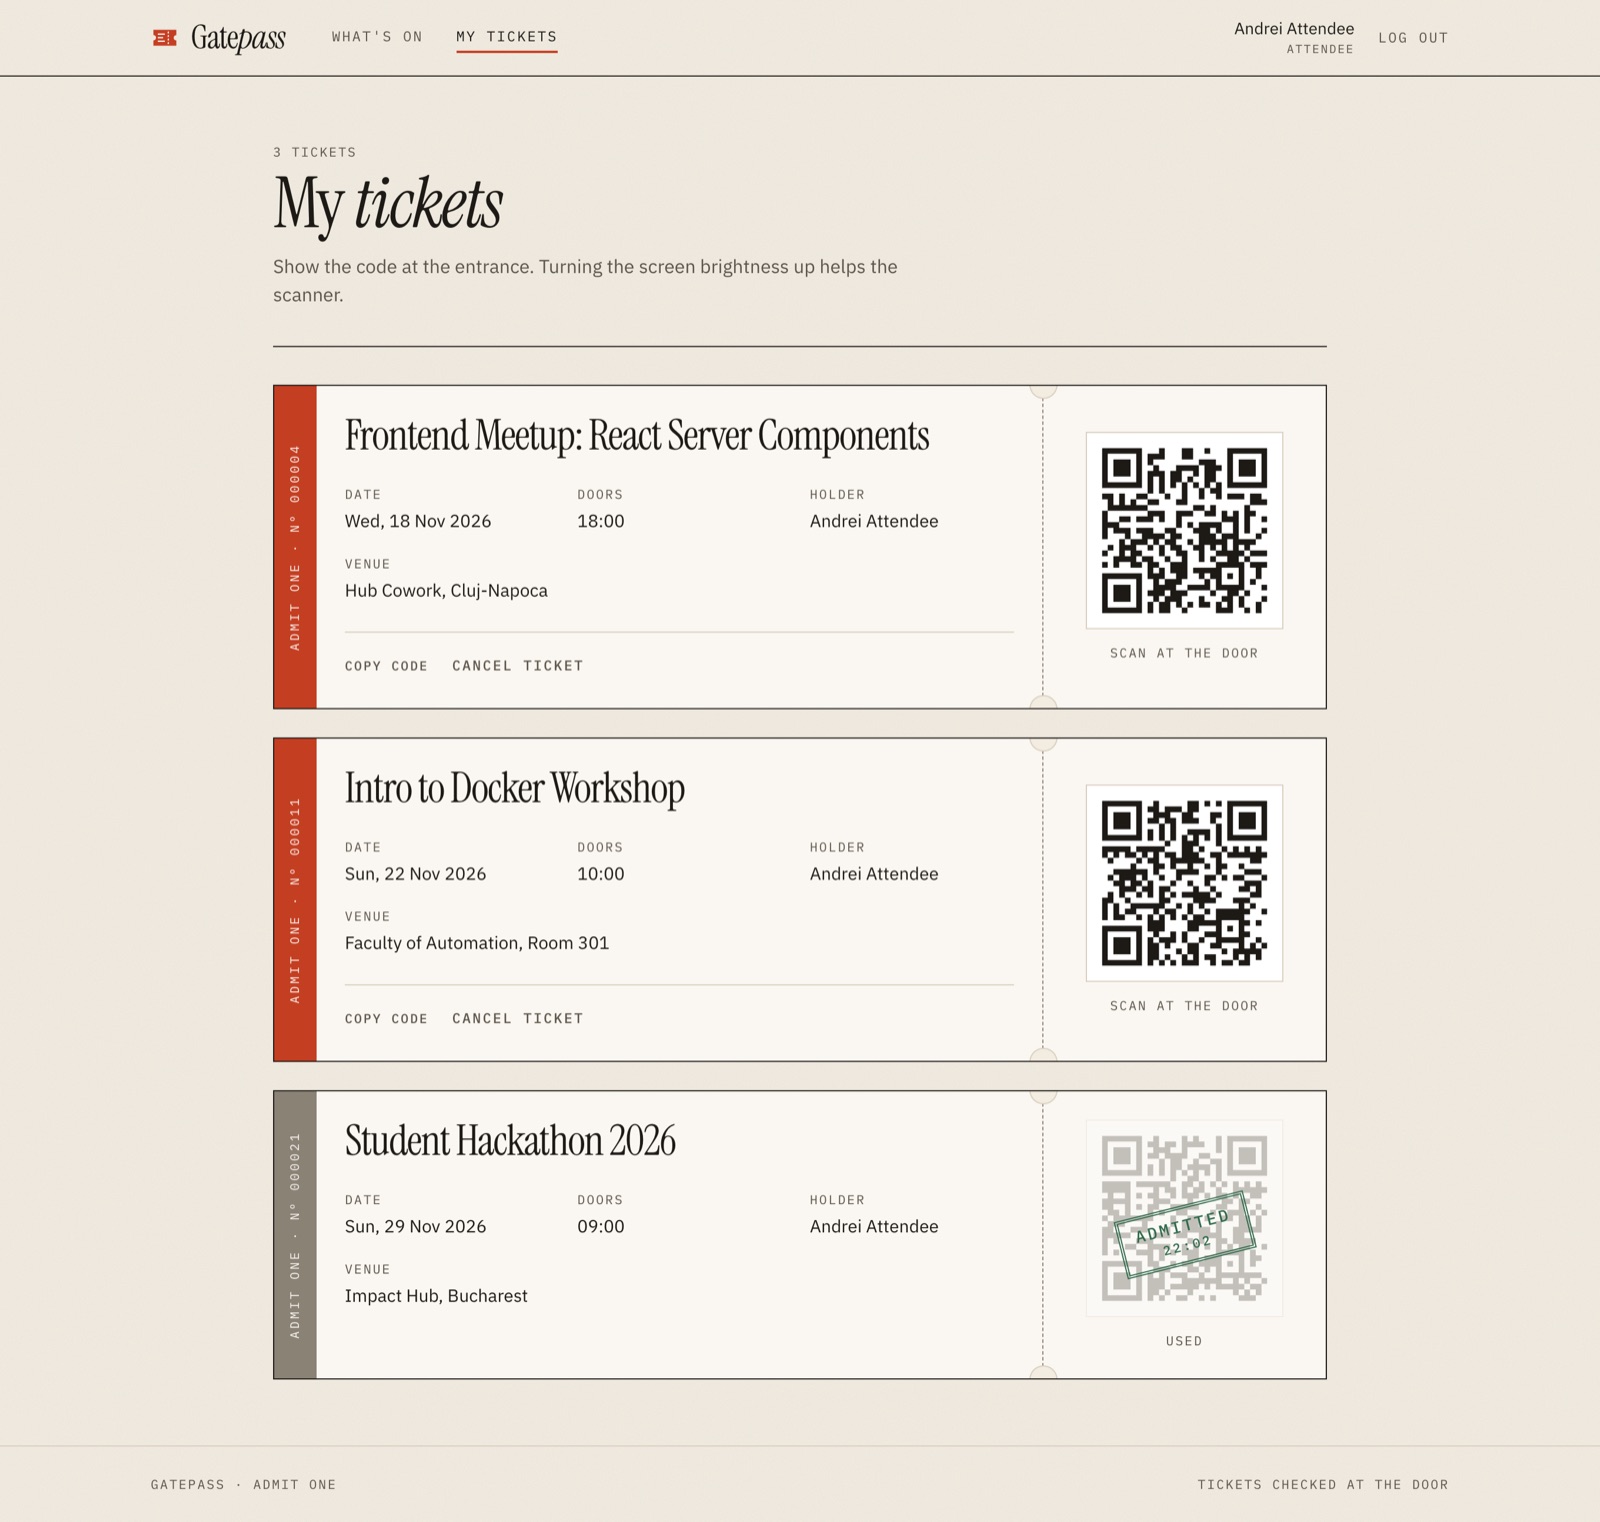 Gatepass
WHAT'S ON
MY TICKETS
Andrei Attendee
ATTENDEE
LOG OUT
3 TICKETS
My tickets
Show the code at the entrance. Turning the screen brightness up helps the
scanner.
ADMIT ONE · Nº 000004
Frontend Meetup: React Server Components
DATE
Wed, 18 Nov 2026
DOORS
18:00
HOLDER
Andrei Attendee
VENUE
Hub Cowork, Cluj-Napoca
COPY CODE
CANCEL TICKET
SCAN AT THE DOOR
ADMIT ONE · Nº 000011
Intro to Docker Workshop
DATE
Sun, 22 Nov 2026
DOORS
10:00
HOLDER
Andrei Attendee
VENUE
Faculty of Automation, Room 301
COPY CODE
CANCEL TICKET
SCAN AT THE DOOR
ADMIT ONE · Nº 000021
Student Hackathon 2026
DATE
Sun, 29 Nov 2026
DOORS
09:00
HOLDER
Andrei Attendee
VENUE
Impact Hub, Bucharest
ADMITTED
22:02
USED
GATEPASS · ADMIT ONE
TICKETS CHECKED AT THE DOOR